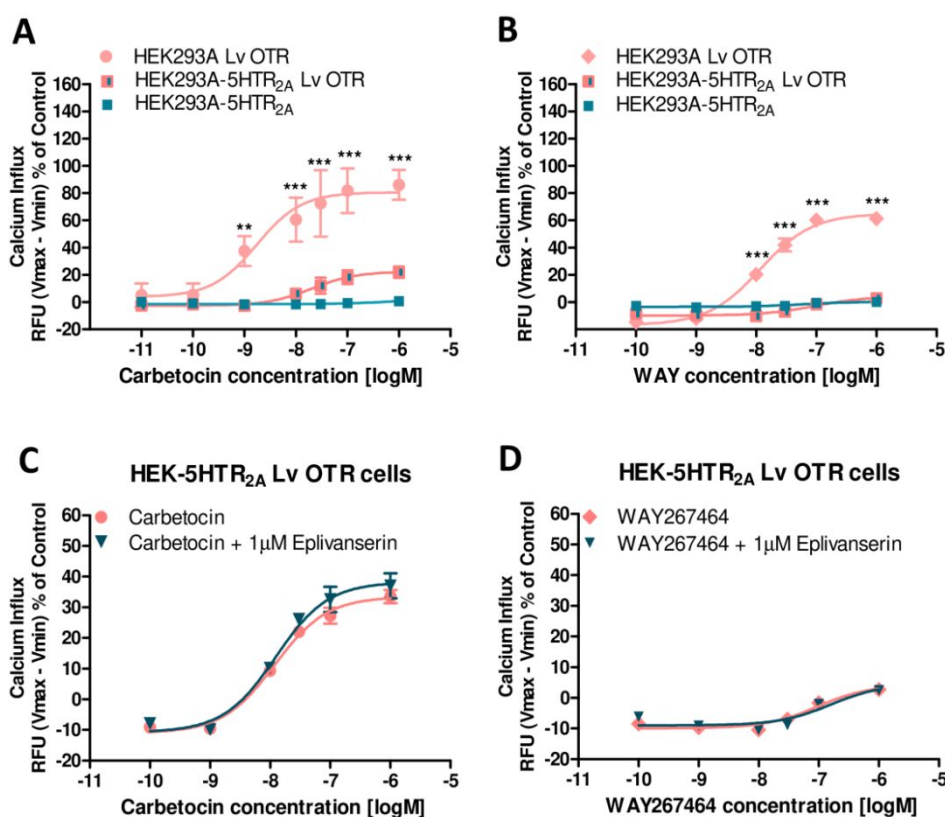 A
HEK293A Lv OTR
HEK293A-5HTR2A Lv OTR
HEK293A-5HTR2A
Calcium Influx
RFU (Vmax - Vmin) % of Control
160
140
120
100
80
60
40
20
0
-20
**
***
***
***
***
-11 -10 -9 -8 -7 -6 -5
Carbetocin concentration [logM]
B
HEK293A Lv OTR
HEK293A-5HTR2A Lv OTR
HEK293A-5HTR2A
Calcium Influx
RFU (Vmax - Vmin) % of Control
160
140
120
100
80
60
40
20
0
-20
***
***
***
***
-11 -10 -9 -8 -7 -6 -5
WAY concentration [logM]
C
HEK-5HTR2A Lv OTR cells
Carbetocin
Carbetocin + 1μM Eplivanserin
Calcium Influx
RFU (Vmax - Vmin) % of Control
60
50
40
30
20
10
0
-10
-20
-11 -10 -9 -8 -7 -6 -5
Carbetocin concentration [logM]
D
HEK-5HTR2A Lv OTR cells
WAY267464
WAY267464 + 1μM Eplivanserin
Calcium Influx
RFU (Vmax - Vmin) % of Control
60
50
40
30
20
10
0
-10
-20
-11 -10 -9 -8 -7 -6 -5
WAY267464 concentration [logM]